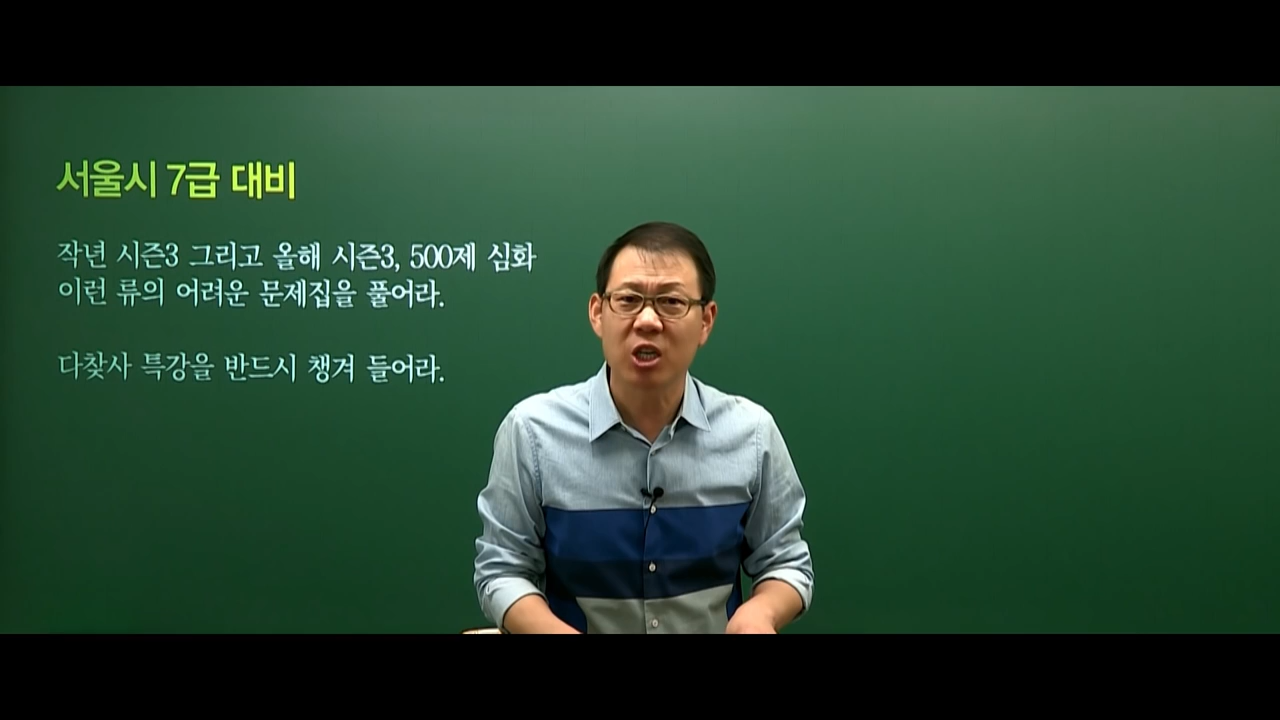 서울시 7급 대비
작년 시즌3 그리고 올해 시즌3, 500제 심화
이런 류의 어려운 문제집을 풀어라.
다찾사 특강을 반드시 챙겨 들어라.